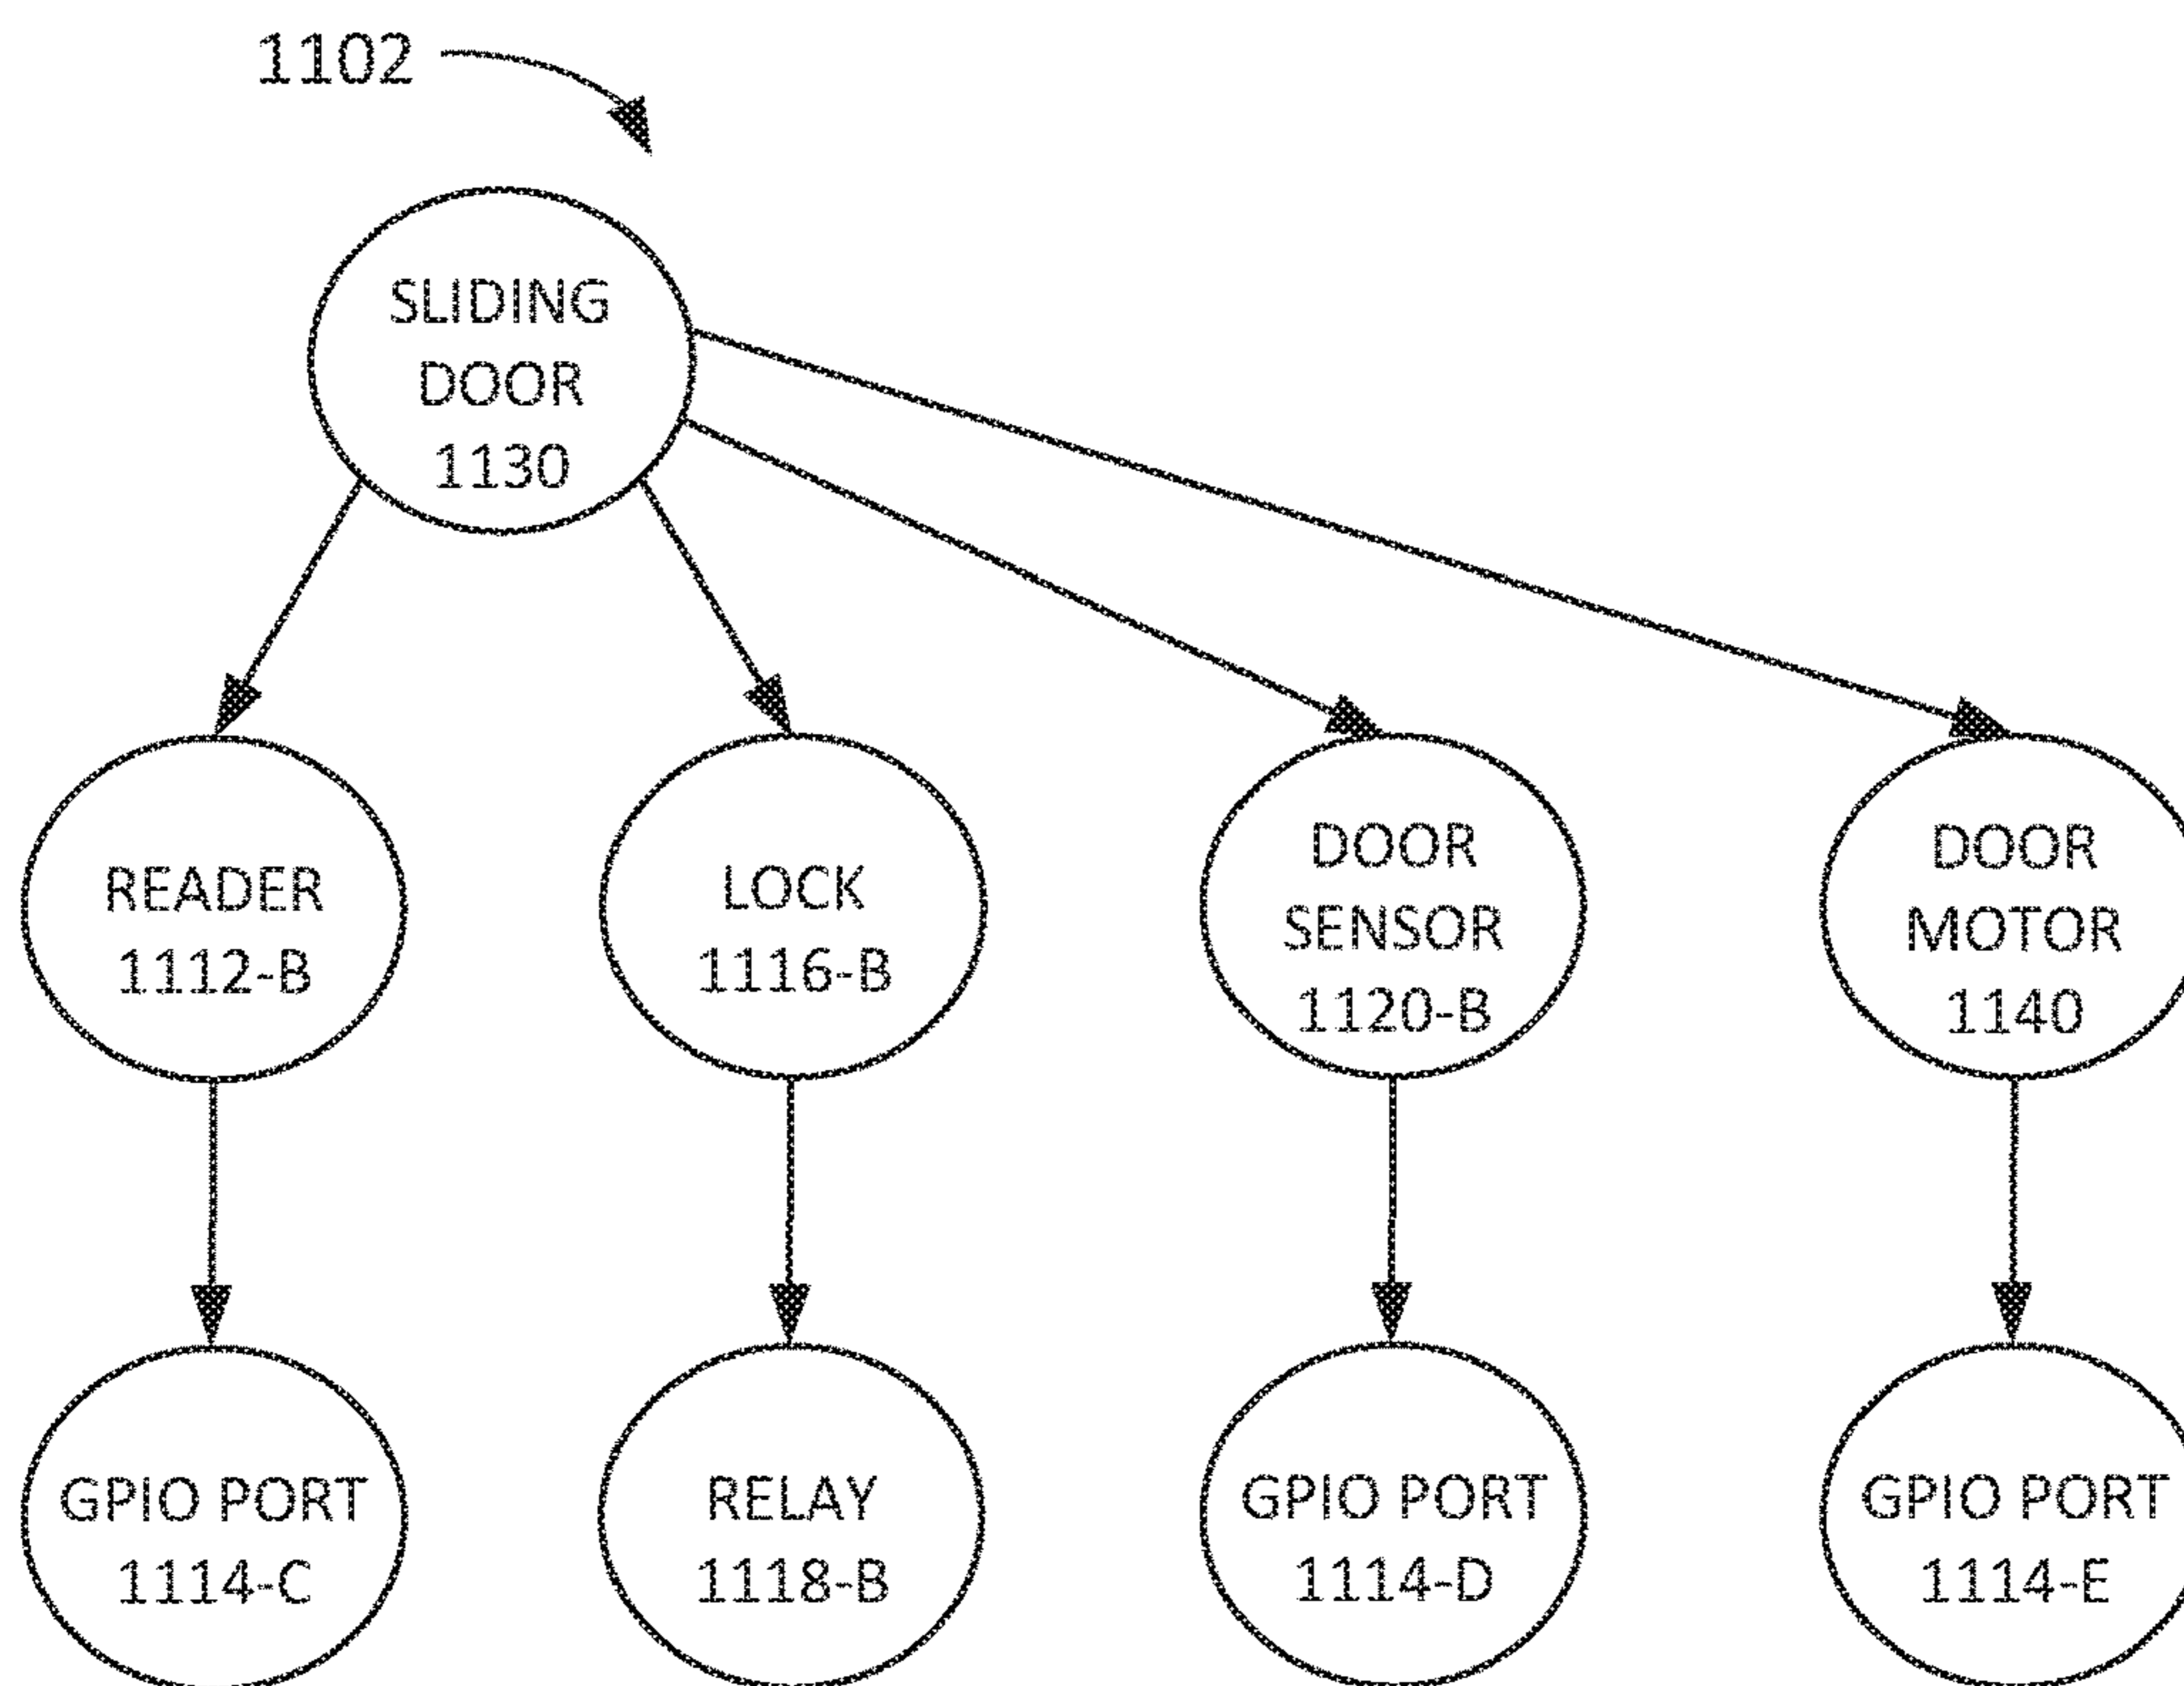 1102
SLIDING
DOOR
1130
READER
1112-B
LOCK
1116-B
DOOR
SENSOR
1120-B
DOOR
MOTOR
1140
GPIO PORT
1114-C
RELAY
1118-B
GPIO PORT
1114-D
GPIO PORT
1114-E